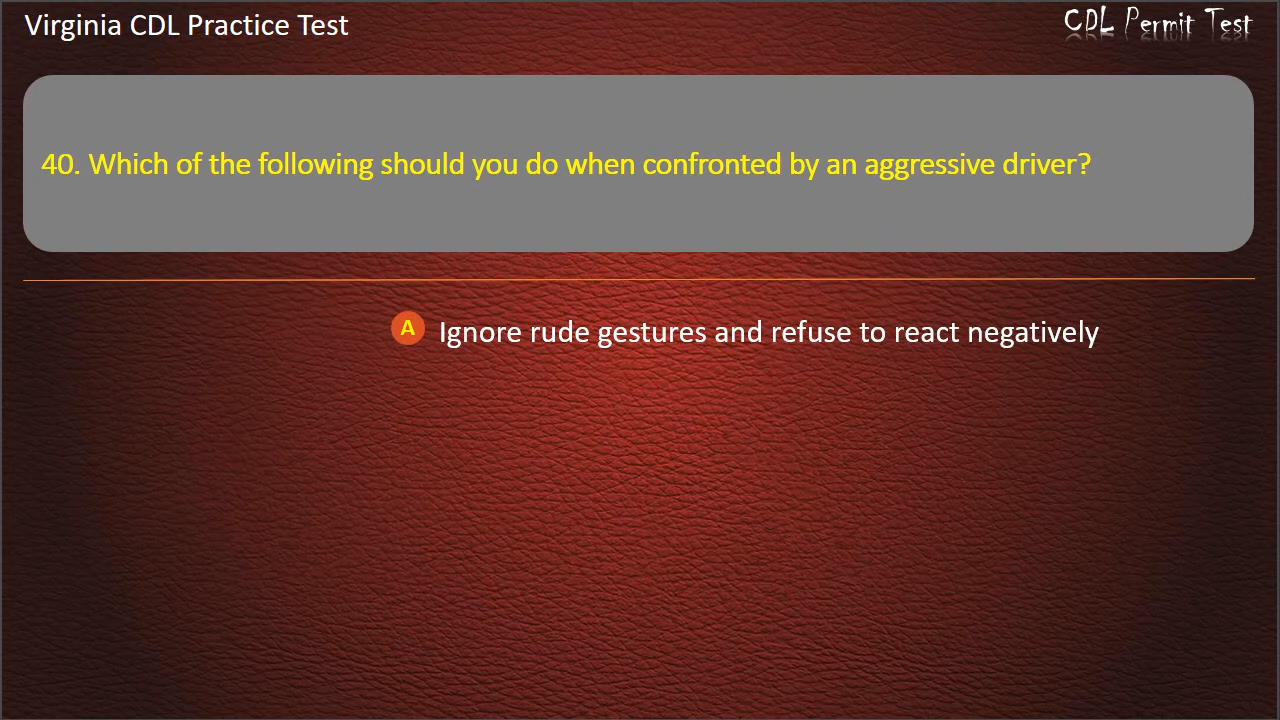 Virginia CDL Practice Test
CDL Permit Test
40. Which of the following should you do when confronted by an aggressive driver?
A Ignore rude gestures and refuse to react negatively